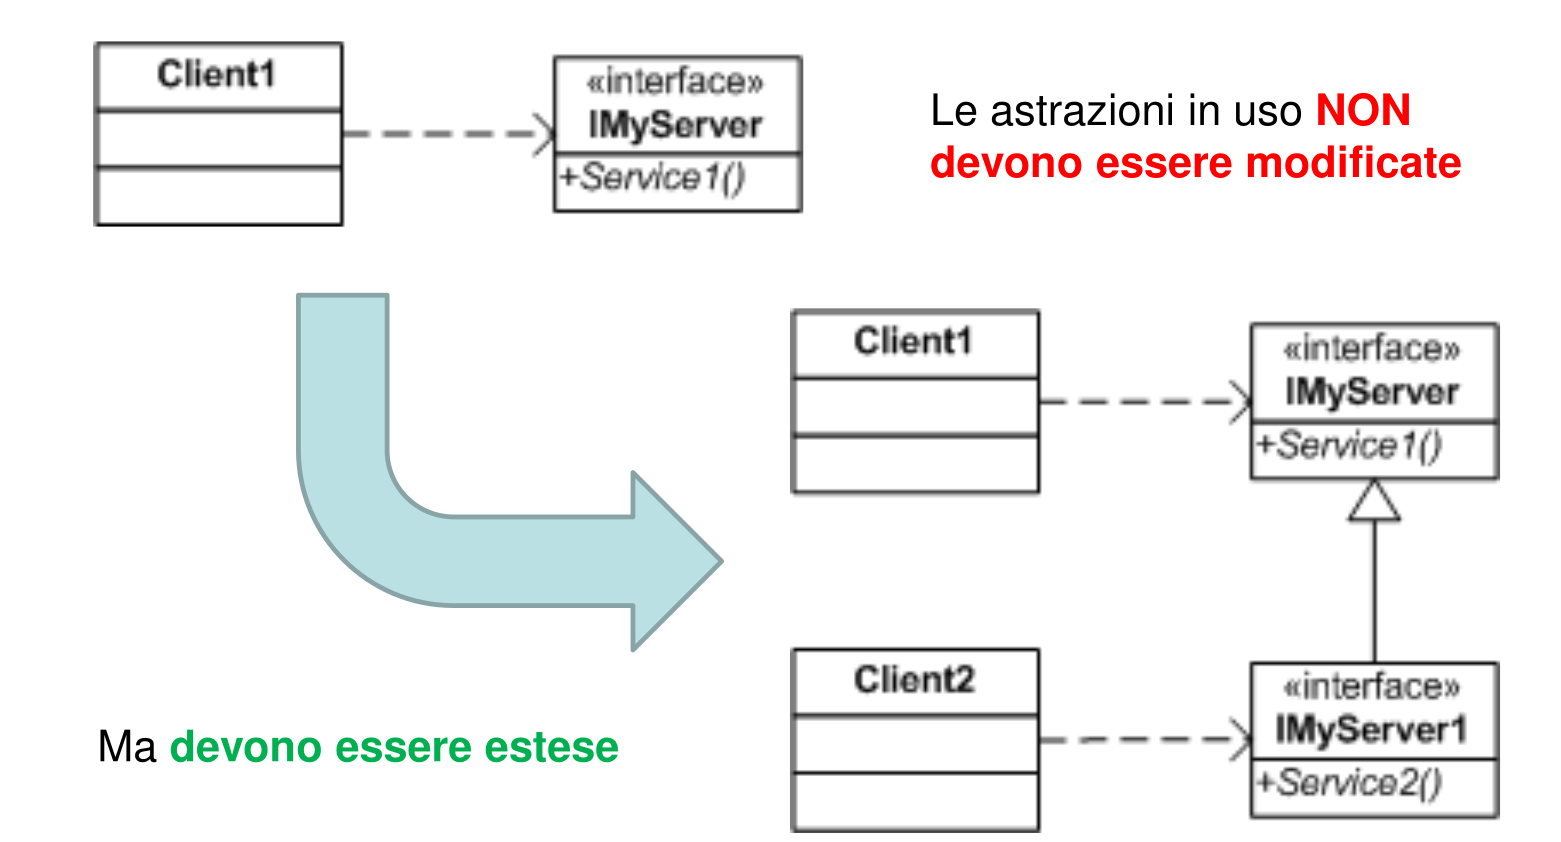 Client1
«interface»
IMyServer
+Service1()
Le astrazioni in uso NON
devono essere modificate
Client1
«interface»
IMyServer
+Service1()
Client2
«interface»
IMyServer1
+Service2()
Ma devono essere estese